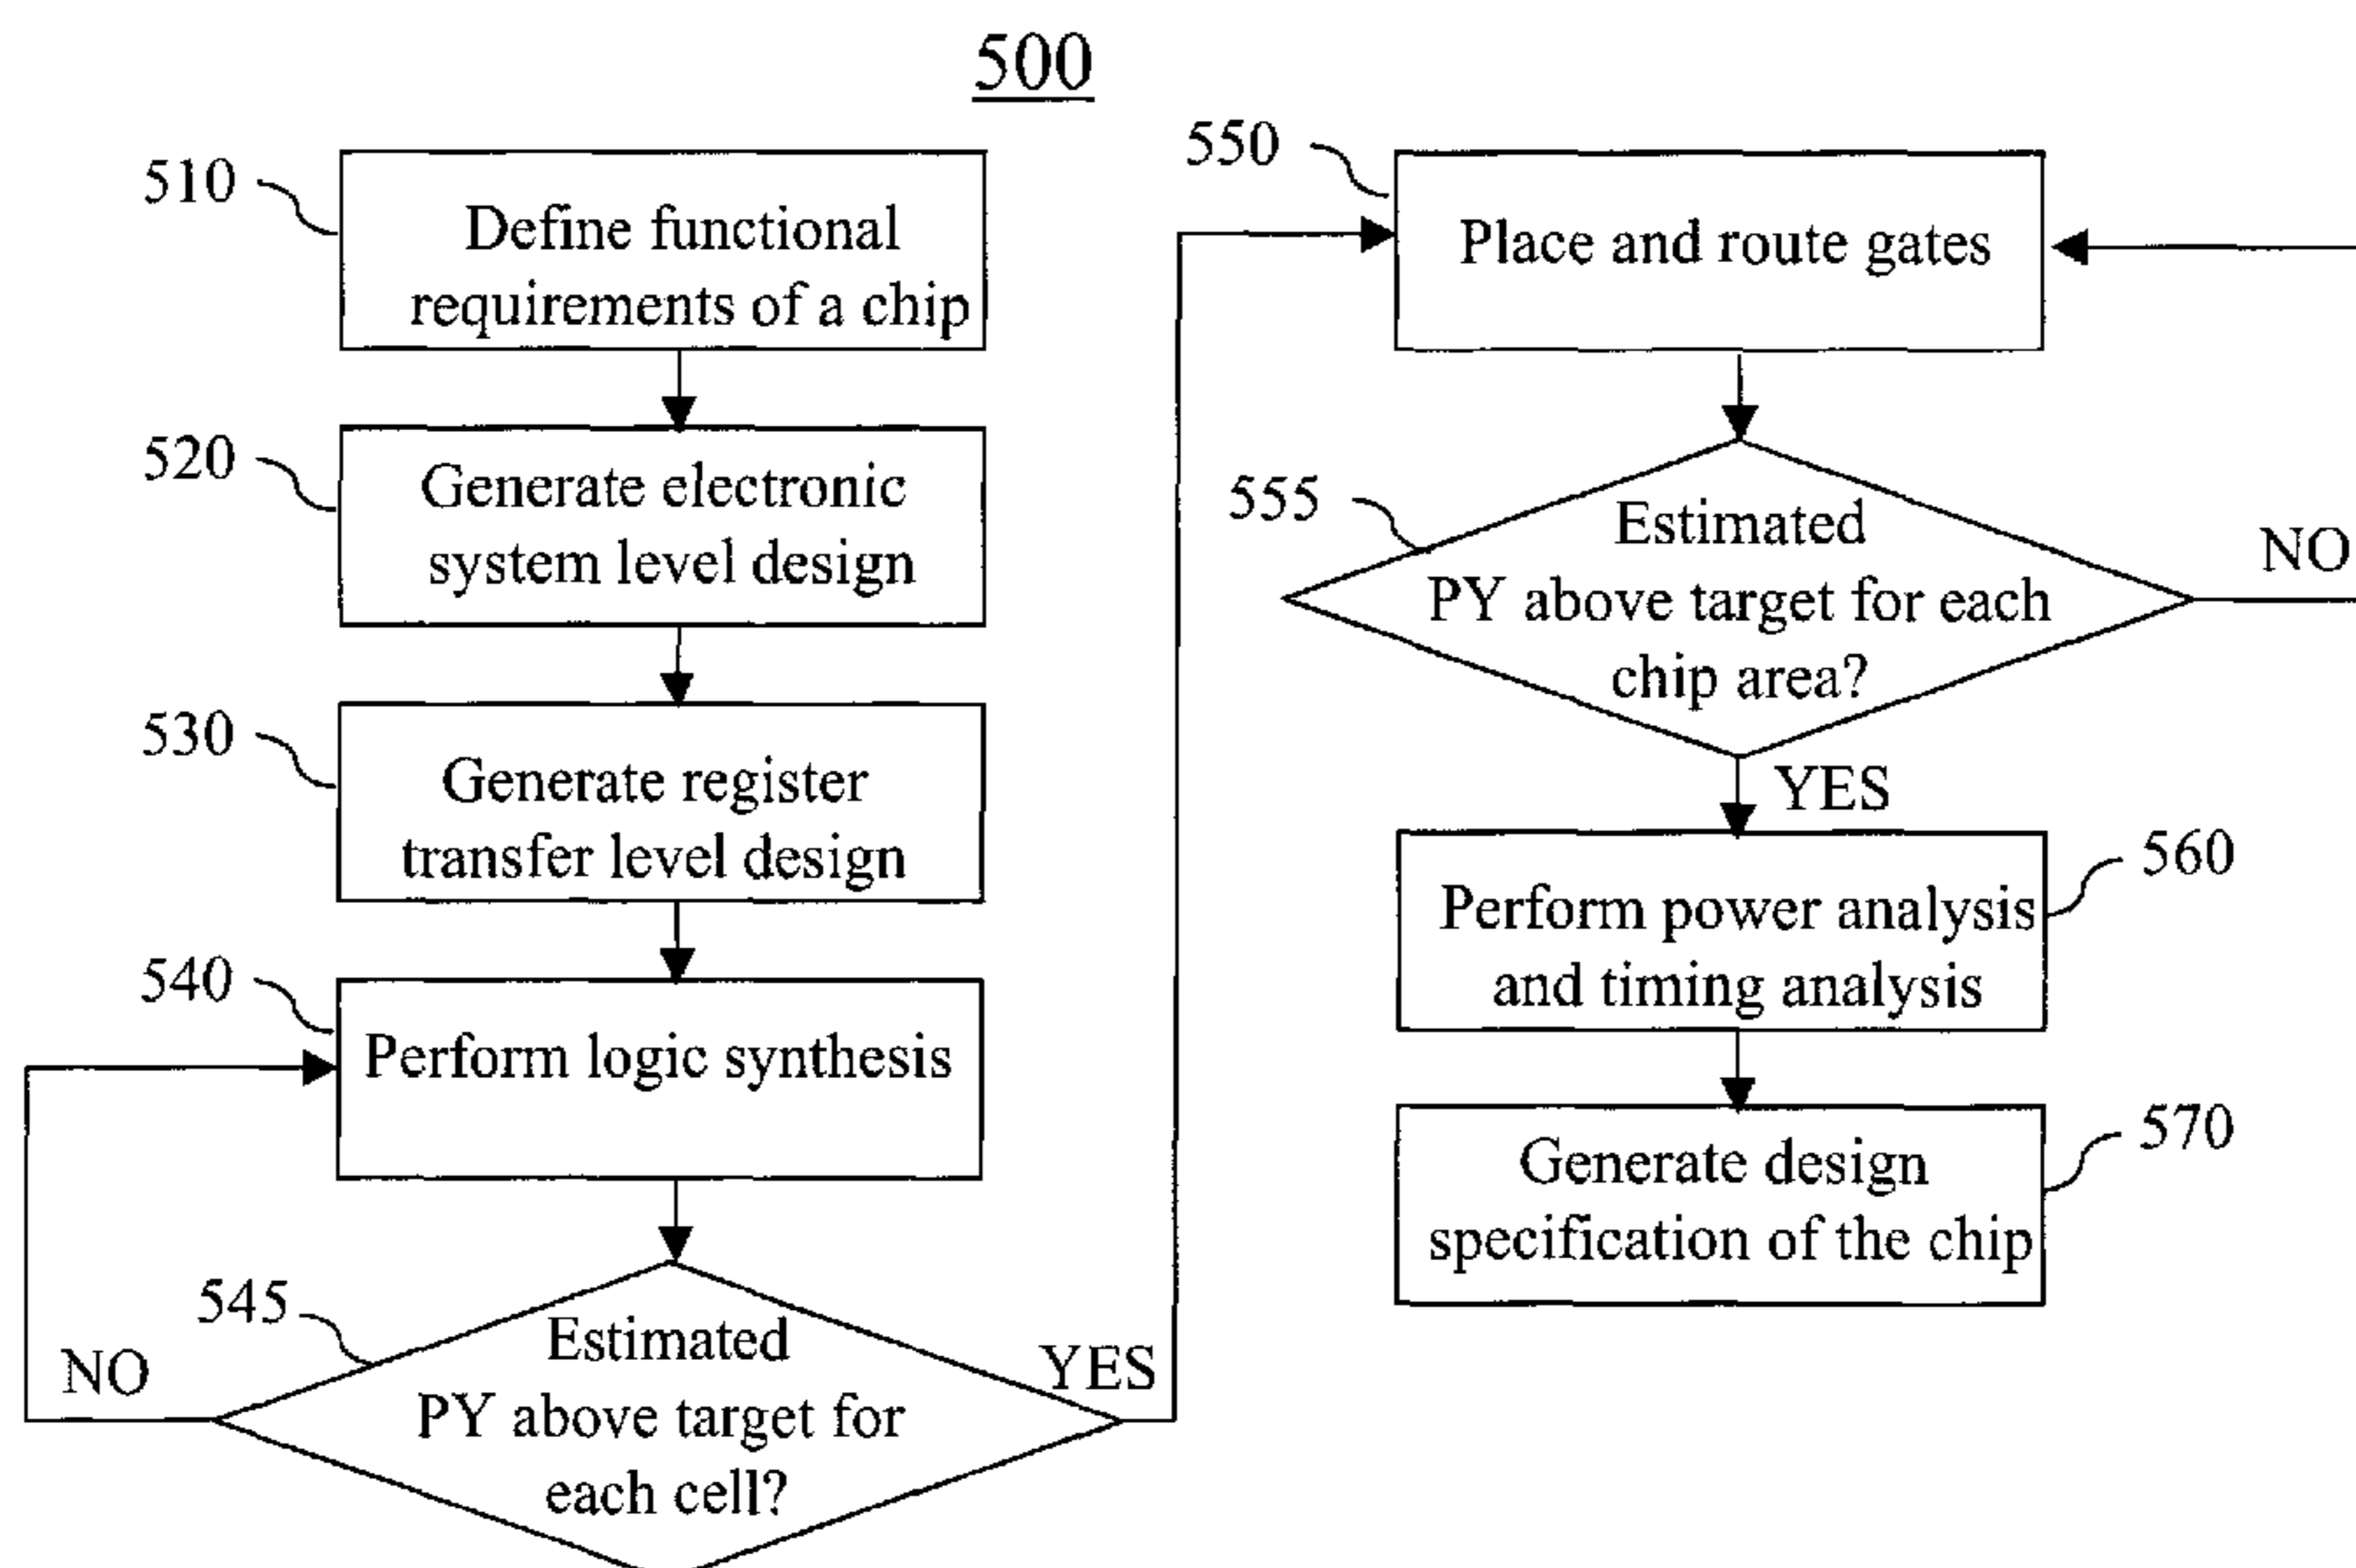 500
510
Define functional
requirements of a chip
520
Generate electronic
system level design
530
Generate register
transfer level design
540
Perform logic synthesis
545
Estimated
PY above target for
each cell?
NO
YES
550
Place and route gates
555
Estimated
PY above target for each
chip area?
NO
YES
560
Perform power analysis
and timing analysis
570
Generate design
specification of the chip